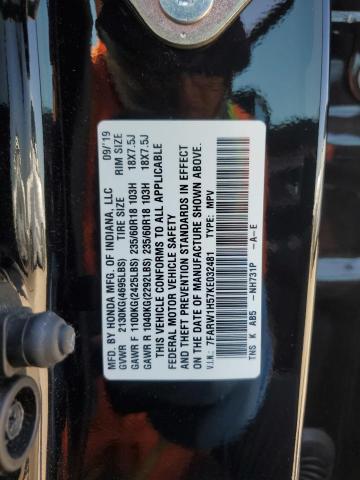 MFD. BY HONDA MFG. OF INDIANA, LLC 09/'19
GVWR 2130KG(4695LBS) TIRE SIZE RIM SIZE
GAWR F 1100KG(2425LBS) 235/60R18 103H 18X7.5J
GAWR R 1040KG(2292LBS) 235/60R18 103H 18X7.5J
THIS VEHICLE CONFORMS TO ALL APPLICABLE
FEDERAL MOTOR VEHICLE SAFETY
AND THEFT PREVENTION STANDARDS IN EFFECT
ON THE DATE OF MANUFACTURE SHOWN ABOVE.
V.I.N.: 7FARW1H57KE032481 TYPE: MPV
TNS K AB5 -NH731P -A-E